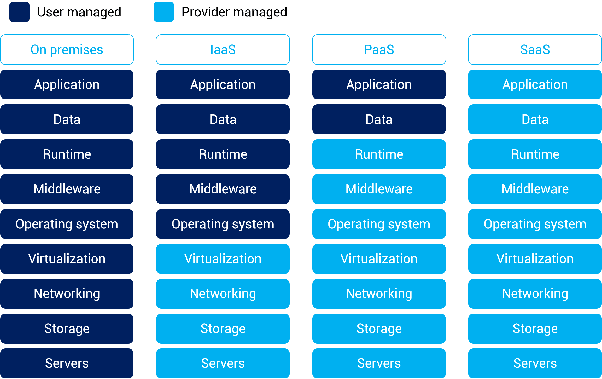 User managed
Provider managed
On premises
IaaS
PaaS
SaaS
Application
Application
Application
Application
Data
Data
Data
Data
Runtime
Runtime
Runtime
Runtime
Middleware
Middleware
Middleware
Middleware
Operating system
Operating system
Operating system
Operating system
Virtualization
Virtualization
Virtualization
Virtualization
Networking
Networking
Networking
Networking
Storage
Storage
Storage
Storage
Servers
Servers
Servers
Servers